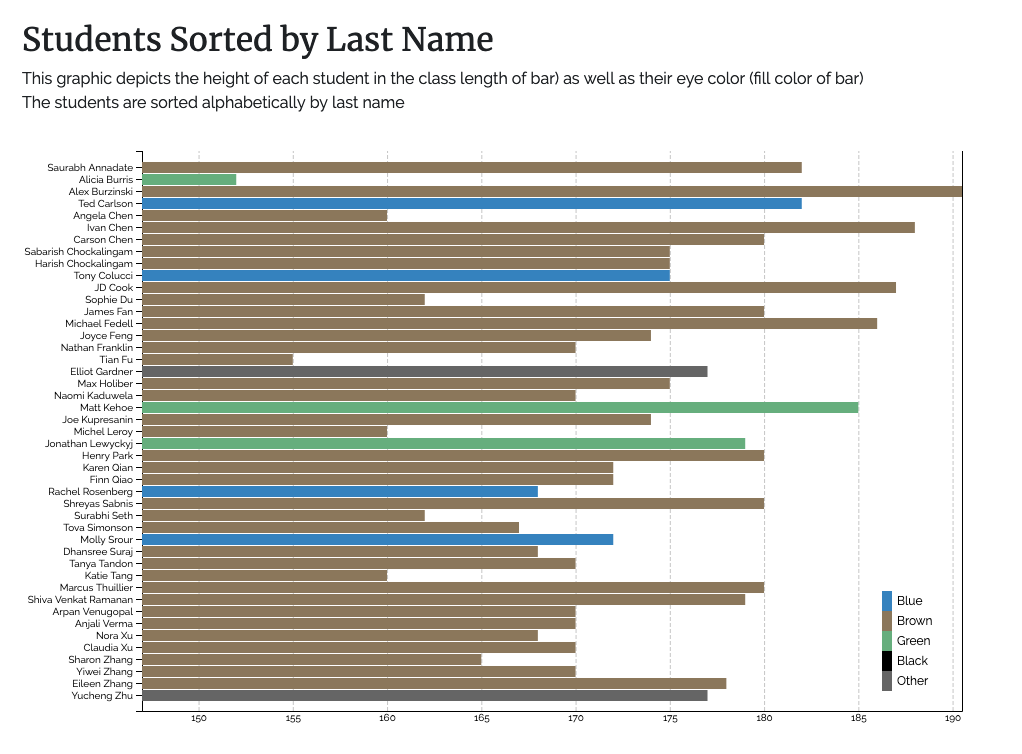 Students Sorted by Last Name
This graphic depicts the height of each student in the class length of bar) as well as their eye color (fill color of bar)
The students are sorted alphabetically by last name
Saurabh Annadate
Alicia Burris
Alex Burzinski
Ted Carlson
Angela Chen
Ivan Chen
Carson Chen
Sabarish Chockalingam
Harish Chockalingam
Tony Colucci
JD Cook
Sophie Du
James Fan
Michael Fedell
Joyce Feng
Nathan Franklin
Tian Fu
Elliot Gardner
Max Holiber
Naomi Kaduwela
Matt Kehoe
Joe Kupresanin
Michel Leroy
Jonathan Lewyckyj
Henry Park
Karen Qian
Finn Qiao
Rachel Rosenberg
Shreyas Sabnis
Surabhi Seth
Tova Simonson
Molly Srour
Dhansree Suraj
Tanya Tandon
Katie Tang
Marcus Thuillier
Shiva Venkat Ramanan
Arpan Venugopal
Anjali Verma
Nora Xu
Claudia Xu
Sharon Zhang
Yiwei Zhang
Eileen Zhang
Yucheng Zhu
Blue
Brown
Green
Black
Other
150 155 160 165 170 175 180 185 190